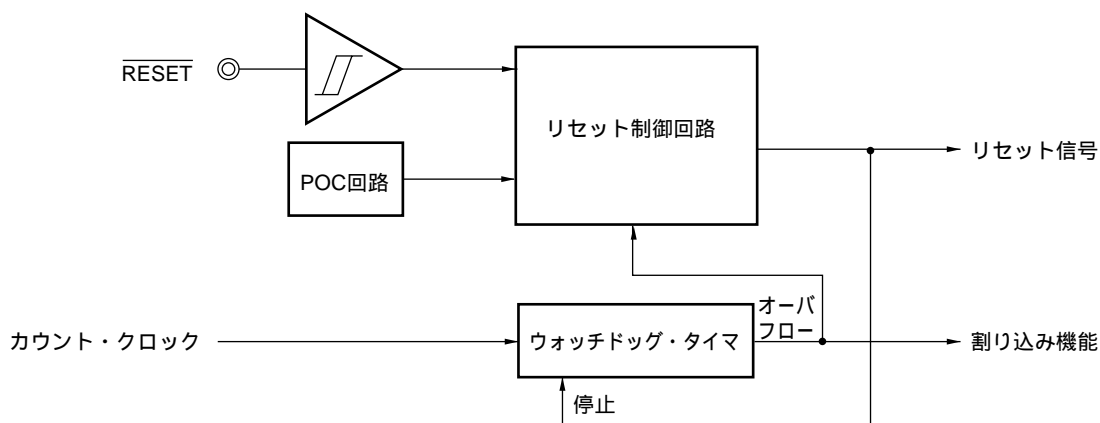 RESET
リセット制御回路
リセット信号
POC回路
オーバ
フロー
カウント・クロック
ウォッチドッグ・タイマ
割り込み機能
停止